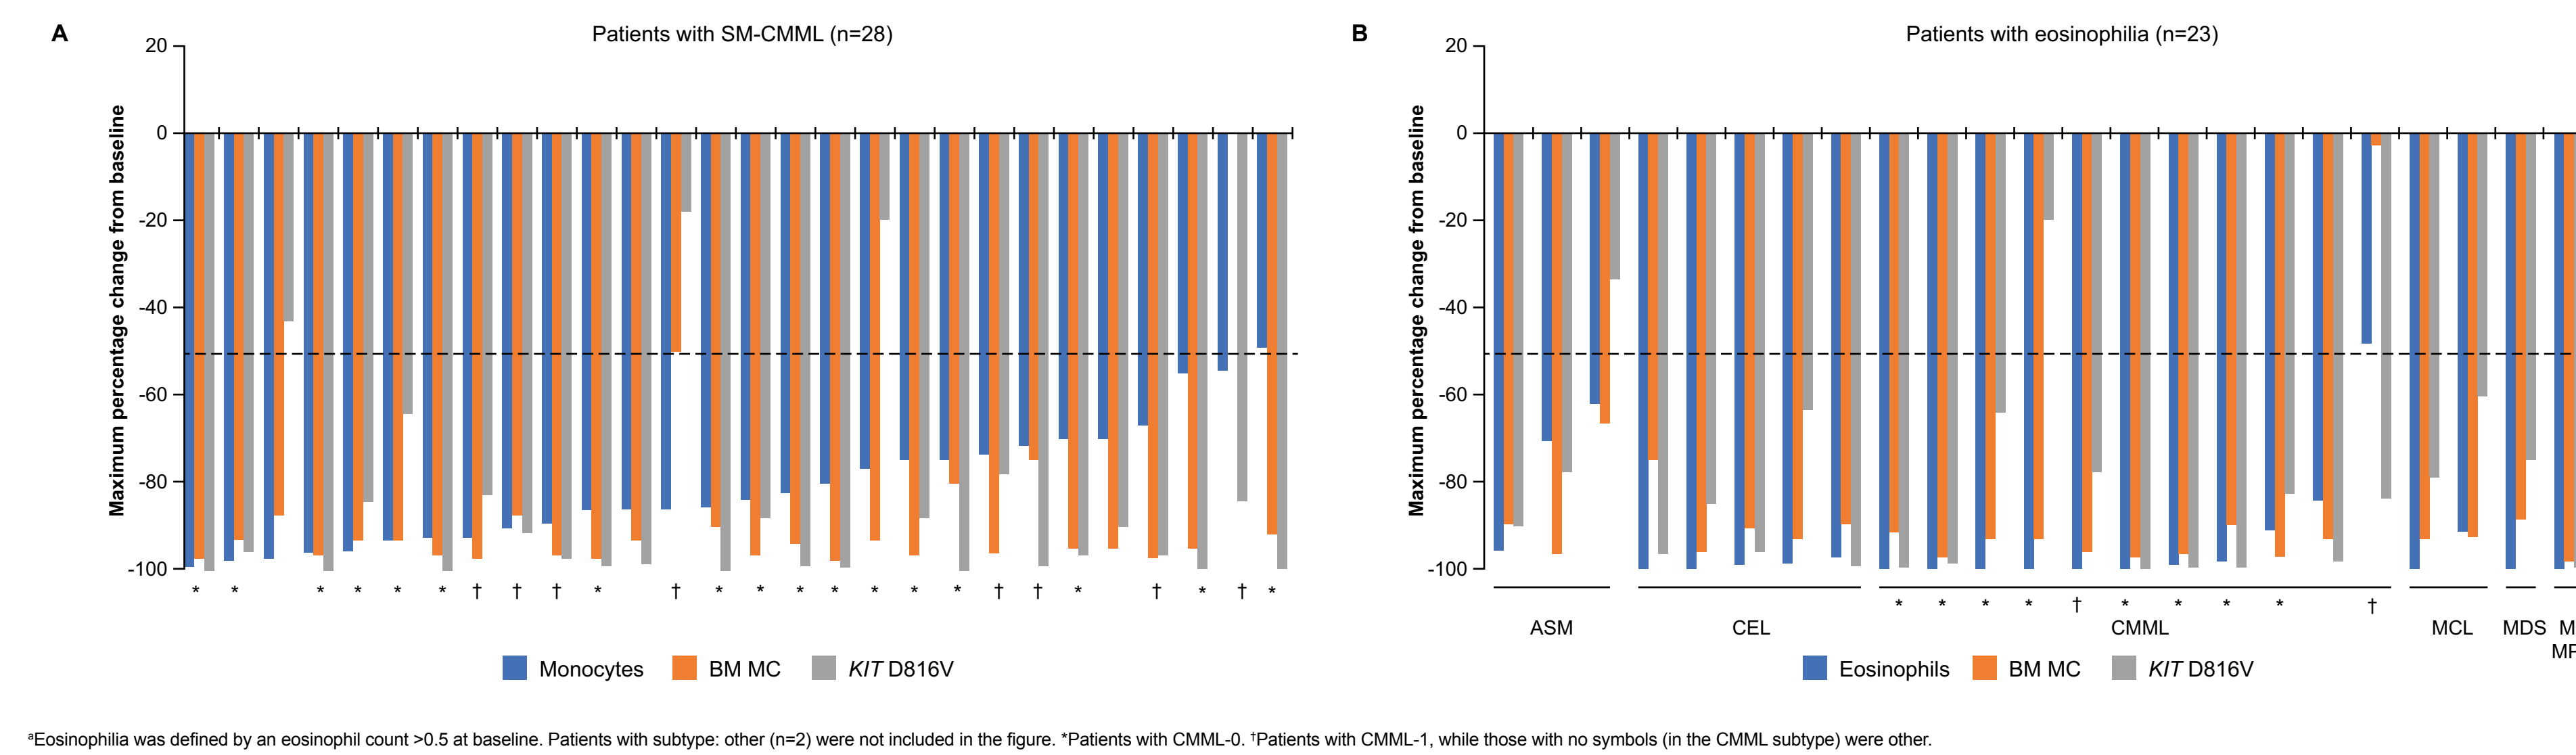 A
Patients with SM-CMML (n=28)
Maximum percentage change from baseline
20
0
-20
-40
-60
-80
-100
* * * * * * † † † * † * * * * * * * † † * † * † *
Monocytes
BM MC
KIT D816V
B
Patients with eosinophilia (n=23)
Maximum percentage change from baseline
20
0
-20
-40
-60
-80
-100
* * * * † * * * * †
ASM
CEL
CMML
MCL
MDS
Eosinophils
BM MC
KIT D816V
ᵃEosinophilia was defined by an eosinophil count >0.5 at baseline. Patients with subtype: other (n=2) were not included in the figure. *Patients with CMML-0. †Patients with CMML-1, while those with no symbols (in the CMML subtype) were other.